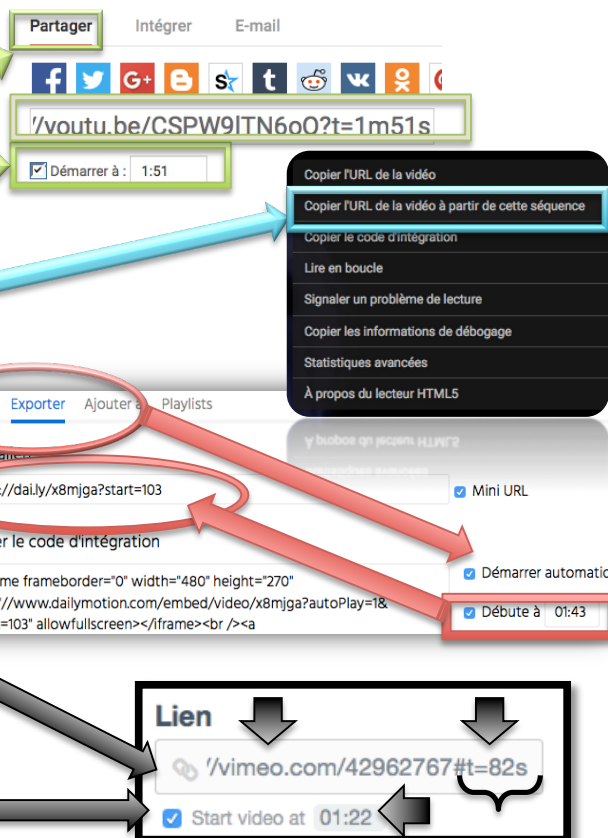 Partager Intégrer E-mail
//youtu.be/CSPW9lTN6oO?t=1m51s
Démarrer à : 1:51
Copier l'URL de la vidéo
Copier l'URL de la vidéo à partir de cette séquence
Copier le code d'intégration
Lire en boucle
Signaler un problème de lecture
Copier les informations de débogage
Statistiques avancées
À propos du lecteur HTML5
Exporter Ajouter à Playlists
://dai.ly/x8mjga?start=103
Mini URL
er le code d'intégration
me frameborder="0" width="480" height="270"
"//www.dailymotion.com/embed/video/x8mjga?autoPlay=1&
=103" allowfullscreen></iframe><br /><a
Démarrer automatic
Débute à 01:43
Lien
//vimeo.com/42962767#t=82s
Start video at 01:22